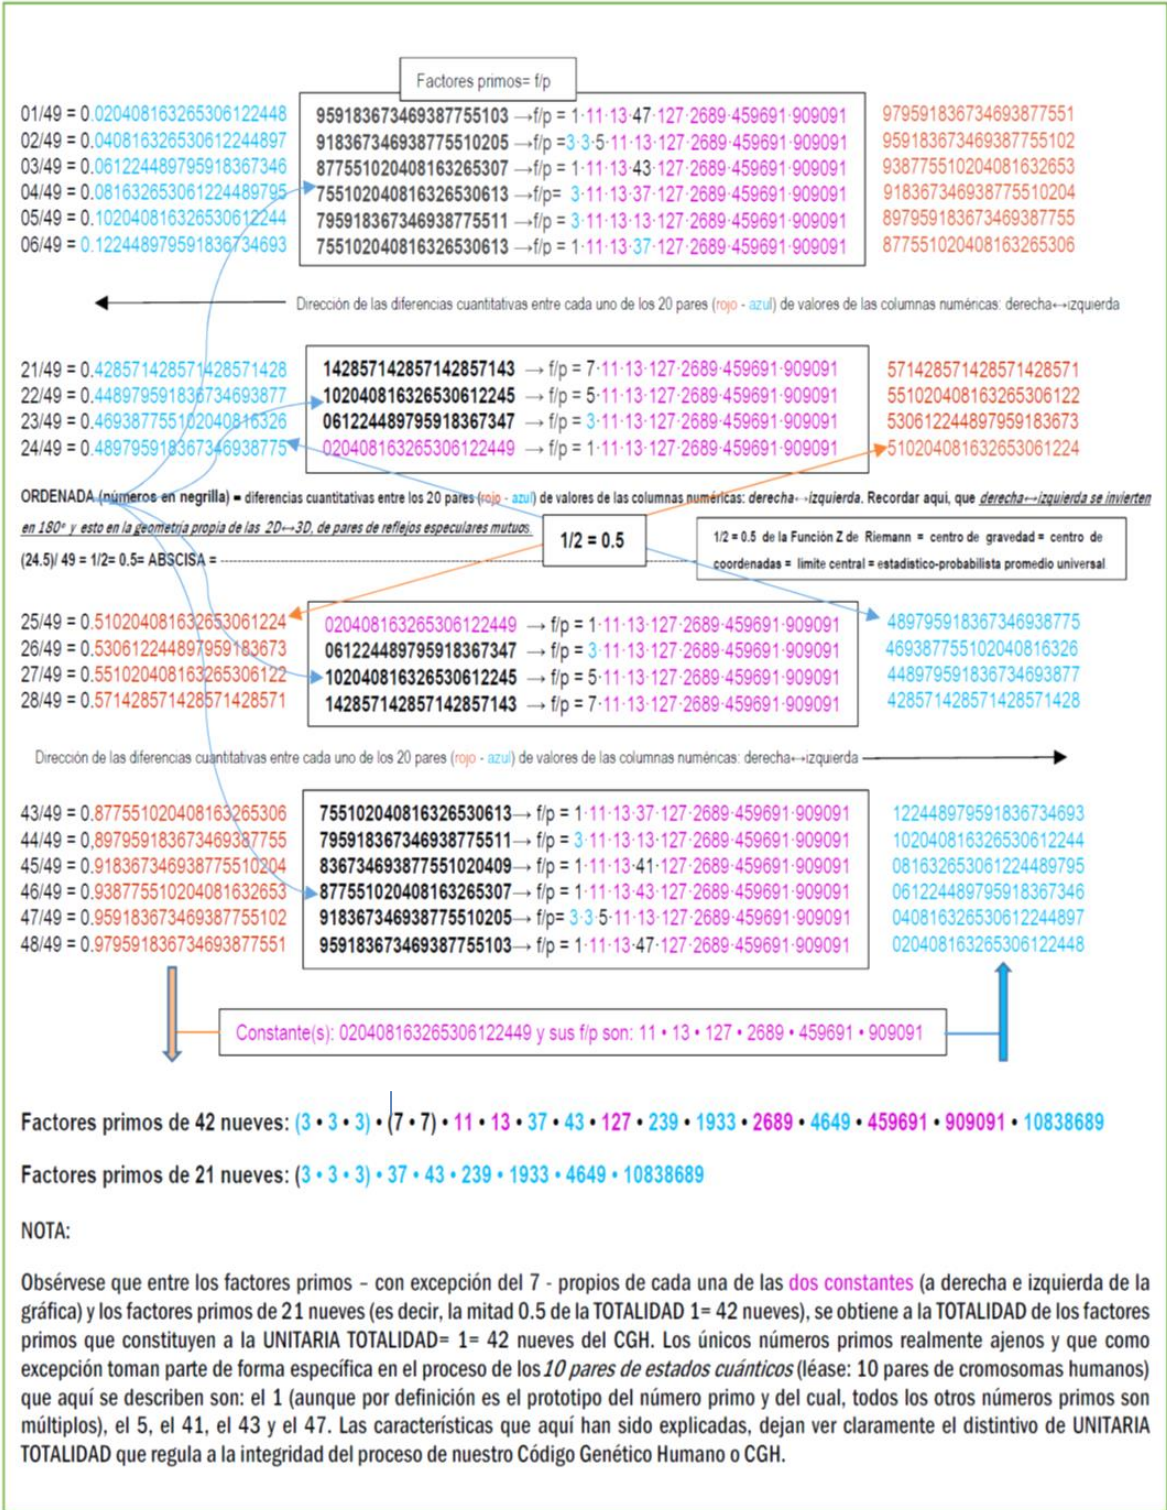 Factores primos= f/p
01/49 = 0.020408163265306122448 959183673469387755103 →f/p = 1·11·13·47·127·2689·459691·909091 979591836734693877551
02/49 = 0.040816326530612244897 918367346938775510205 →f/p =3·3·5·11·13·127·2689·459691·909091 959183673469387755102
03/49 = 0.061224489795918367346 877551020408163265307 →f/p = 1·11·13·43·127·2689·459691·909091 938775510204081632653
04/49 = 0.081632653061224489795 755102040816326530613 →f/p= 3·11·13·37·127·2689·459691·909091 918367346938775510204
05/49 = 0.102040816326530612244 795918367346938775511 →f/p = 3·11·13·13·127·2689·459691·909091 897959183673469387755
06/49 = 0.122448979591836734693 755102040816326530613 →f/p = 1·11·13·37·127·2689·459691·909091 877551020408163265306
Dirección de las diferencias cuantitativas entre cada uno de los 20 pares (rojo - azul) de valores de las columnas numéricas: derecha↔izquierda
21/49 = 0.428571428571428571428 142857142857142857143 → f/p = 7·11·13·127·2689·459691·909091 571428571428571428571
22/49 = 0.448979591836734693877 102040816326530612245 → f/p = 5·11·13·127·2689·459691·909091 551020408163265306122
23/49 = 0.469387755102040816326 061224489795918367347 → f/p = 3·11·13·127·2689·459691·909091 530612244897959183673
24/49 = 0.489795918367346938775 020408163265306122449 → f/p = 1·11·13·127·2689·459691·909091 510204081632653061224
ORDENADA (números en negrilla) = diferencias cuantitativas entre los 20 pares (rojo - azul) de valores de las columnas numéricas: derecha↔izquierda. Recordar aquí, que derecha↔izquierda se invierten
en 180º y esto en la geometría propia de las 2D↔3D, de pares de reflejos especulares mutuos.
1/2 = 0.5
1/2 = 0.5 de la Función Z de Riemann = centro de gravedad = centro de
coordenadas = limite central = estadístico-probabilista promedio universal
(24.5)/ 49 = 1/2= 0.5= ABSCISA = ------------------------------
25/49 = 0.510204081632653061224 020408163265306122449 → f/p = 1·11·13·127·2689·459691·909091 489795918367346938775
26/49 = 0.530612244897959183673 061224489795918367347 → f/p = 3·11·13·127·2689·459691·909091 469387755102040816326
27/49 = 0.551020408163265306122 102040816326530612245 → f/p = 5·11·13·127·2689·459691·909091 448979591836734693877
28/49 = 0.571428571428571428571 142857142857142857143 → f/p = 7·11·13·127·2689·459691·909091 428571428571428571428
Dirección de las diferencias cuantitativas entre cada uno de los 20 pares (rojo - azul) de valores de las columnas numéricas: derecha↔izquierda
43/49 = 0.877551020408163265306 755102040816326530613→ f/p = 1·11·13·37·127·2689·459691·909091 122448979591836734693
44/49 = 0,897959183673469387755 795918367346938775511→ f/p = 3·11·13·13·127·2689·459691·909091 102040816326530612244
45/49 = 0.918367346938775510204 836734693877551020409→ f/p = 1·11·13·41·127·2689·459691·909091 081632653061224489795
46/49 = 0.938775510204081632653 877551020408163265307→ f/p = 1·11·13·43·127·2689·459691·909091 061224489795918367346
47/49 = 0.959183673469387755102 918367346938775510205→ f/p= 3·3·5·11·13·127·2689·459691·909091 040816326530612244897
48/49 = 0.979591836734693877551 959183673469387755103→ f/p = 1·11·13·47·127·2689·459691·909091 020408163265306122448
Constante(s): 020408163265306122449 y sus f/p son: 11 • 13 • 127 • 2689 • 459691 • 909091
Factores primos de 42 nueves: (3 • 3 • 3) • (7 • 7) • 11 • 13 • 37 • 43 • 127 • 239 • 1933 • 2689 • 4649 • 459691 • 909091 • 10838689
Factores primos de 21 nueves: (3 • 3 • 3) • 37 • 43 • 239 • 1933 • 4649 • 10838689
NOTA:
Obsérvese que entre los factores primos – con excepción del 7 - propios de cada una de las dos constantes (a derecha e izquierda de la
gráfica) y los factores primos de 21 nueves (es decir, la mitad 0.5 de la TOTALIDAD 1= 42 nueves), se obtiene a la TOTALIDAD de los factores
primos que constituyen a la UNITARIA TOTALIDAD= 1= 42 nueves del CGH. Los únicos números primos realmente ajenos y que como
excepción toman parte de forma específica en el proceso de los 10 pares de estados cuánticos (léase: 10 pares de cromosomas humanos)
que aquí se describen son: el 1 (aunque por definición es el prototipo del número primo y del cual, todos los otros números primos son
múltiplos), el 5, el 41, el 43 y el 47. Las características que aquí han sido explicadas, dejan ver claramente el distintivo de UNITARIA
TOTALIDAD que regula a la integridad del proceso de nuestro Código Genético Humano o CGH.